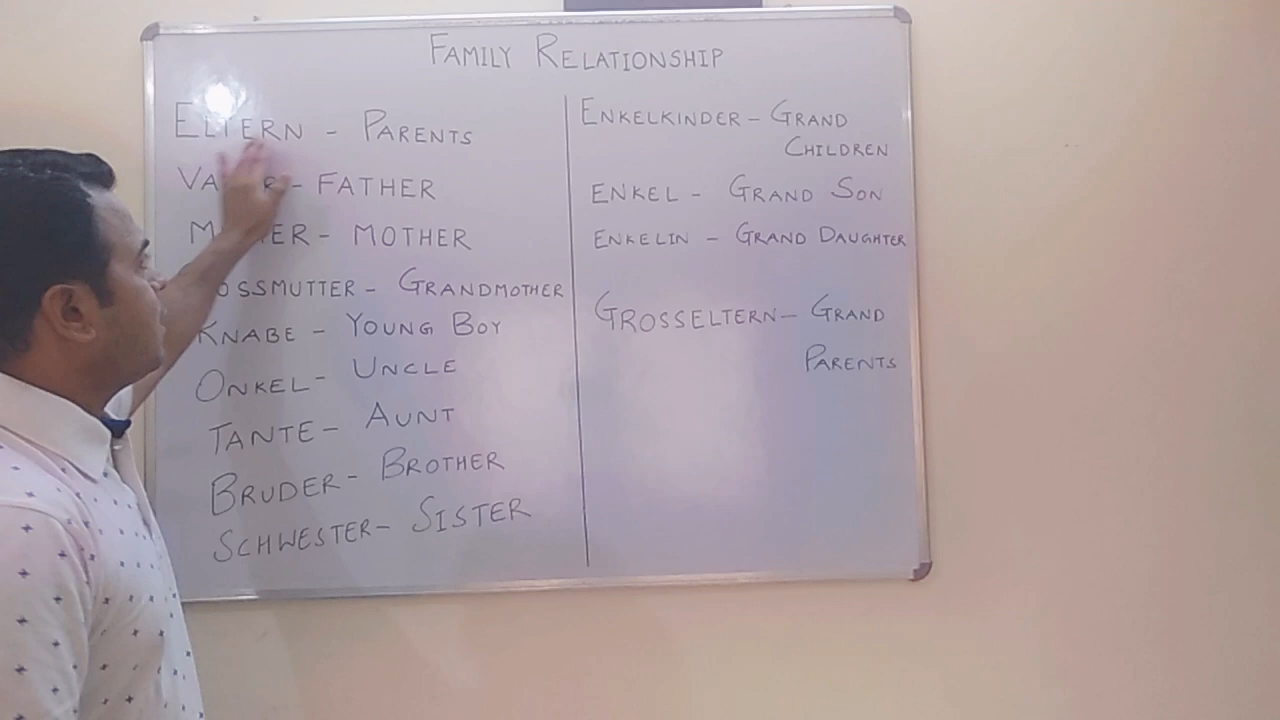 FAMILY RELATIONSHIP
ELTERN - PARENTS
- FATHER
- MOTHER
- GRANDMOTHER
KNABE - YOUNG BOY
ONKEL - UNCLE
TANTE - AUNT
BRUDER - BROTHER
SCHWESTER - SISTER
ENKELKINDER - GRAND
CHILDREN
ENKEL - GRAND SON
ENKELIN - GRAND DAUGHTER
GROSSELTERN - GRAND
PARENTS